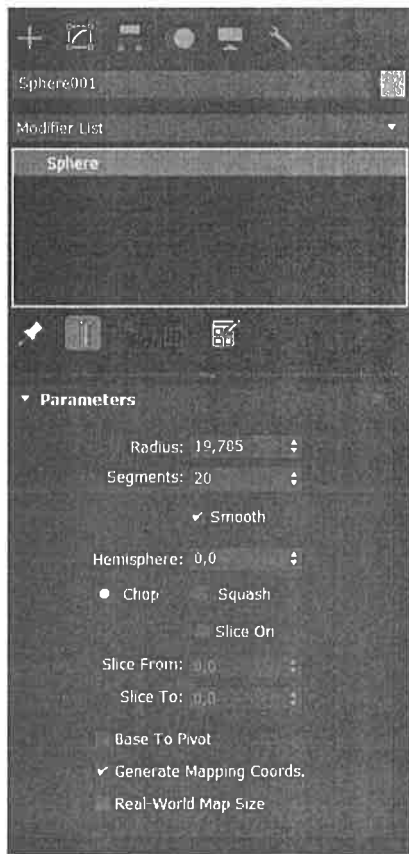 Sphere001
Modifier List
Sphere
Parameters
Radius: 19,785
Segments: 20
Smooth
Hemisphere: 0,0
Chop Squash
Slice On
Slice From: 0,0
Slice To: 0,0
Base To Pivot
Generate Mapping Coords.
Real-World Map Size